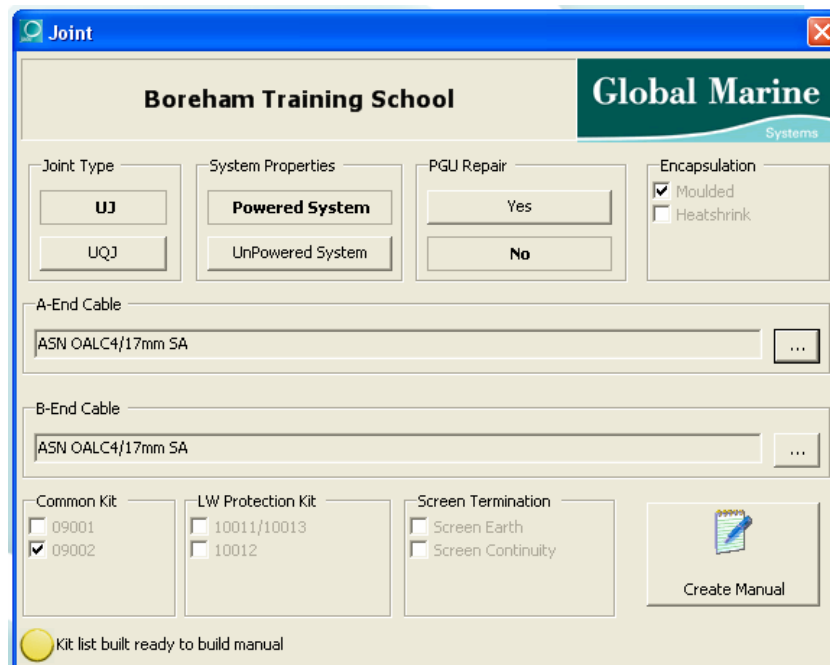 Joint
Boreham Training School
Global Marine
Systems
Joint Type
UJ
UQJ
System Properties
Powered System
UnPowered System
PGU Repair
Yes
No
Encapsulation
Moulded
Heatshrink
A-End Cable
ASN OALC4/17mm SA
...
B-End Cable
ASN OALC4/17mm SA
...
Common Kit
09001
09002
LW Protection Kit
10011/10013
10012
Screen Termination
Screen Earth
Screen Continuity
Create Manual
Kit list built ready to build manual